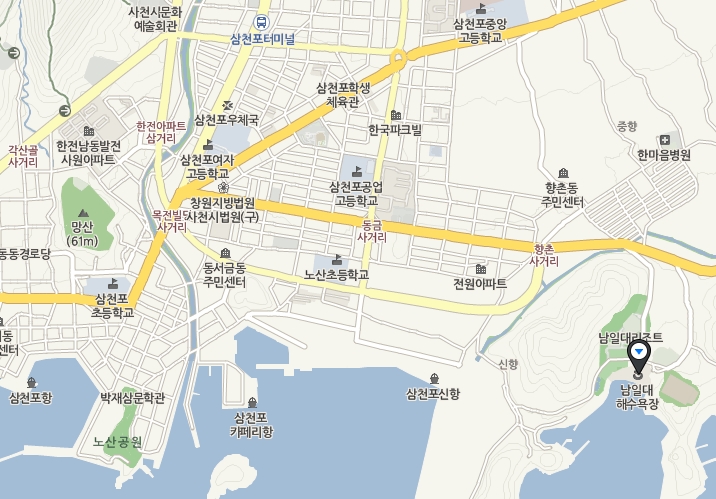 사천시문화
예술회관
삼천포터미널
삼천포중앙
고등학교
삼천포학생
체육관
삼천포우체국
한국파크빌
한전아파트
삼거리
한전남동발전
사원아파트
각산골
사거리
삼천포여자
고등학교
중향
한마음병원
삼천포공업
고등학교
향촌동
주민센터
창원지방법원
사천시법원(구)
목전빌딩
사거리
망산
(61m)
동금
사거리
향촌
사거리
동동경로당
동서금동
주민센터
노산초등학교
전원아파트
삼천포
초등학교
남일대리조트
신향
남일대
해수욕장
삼천포항
박재삼문학관
삼천포신항
삼천포
카페리항
노산공원
센터